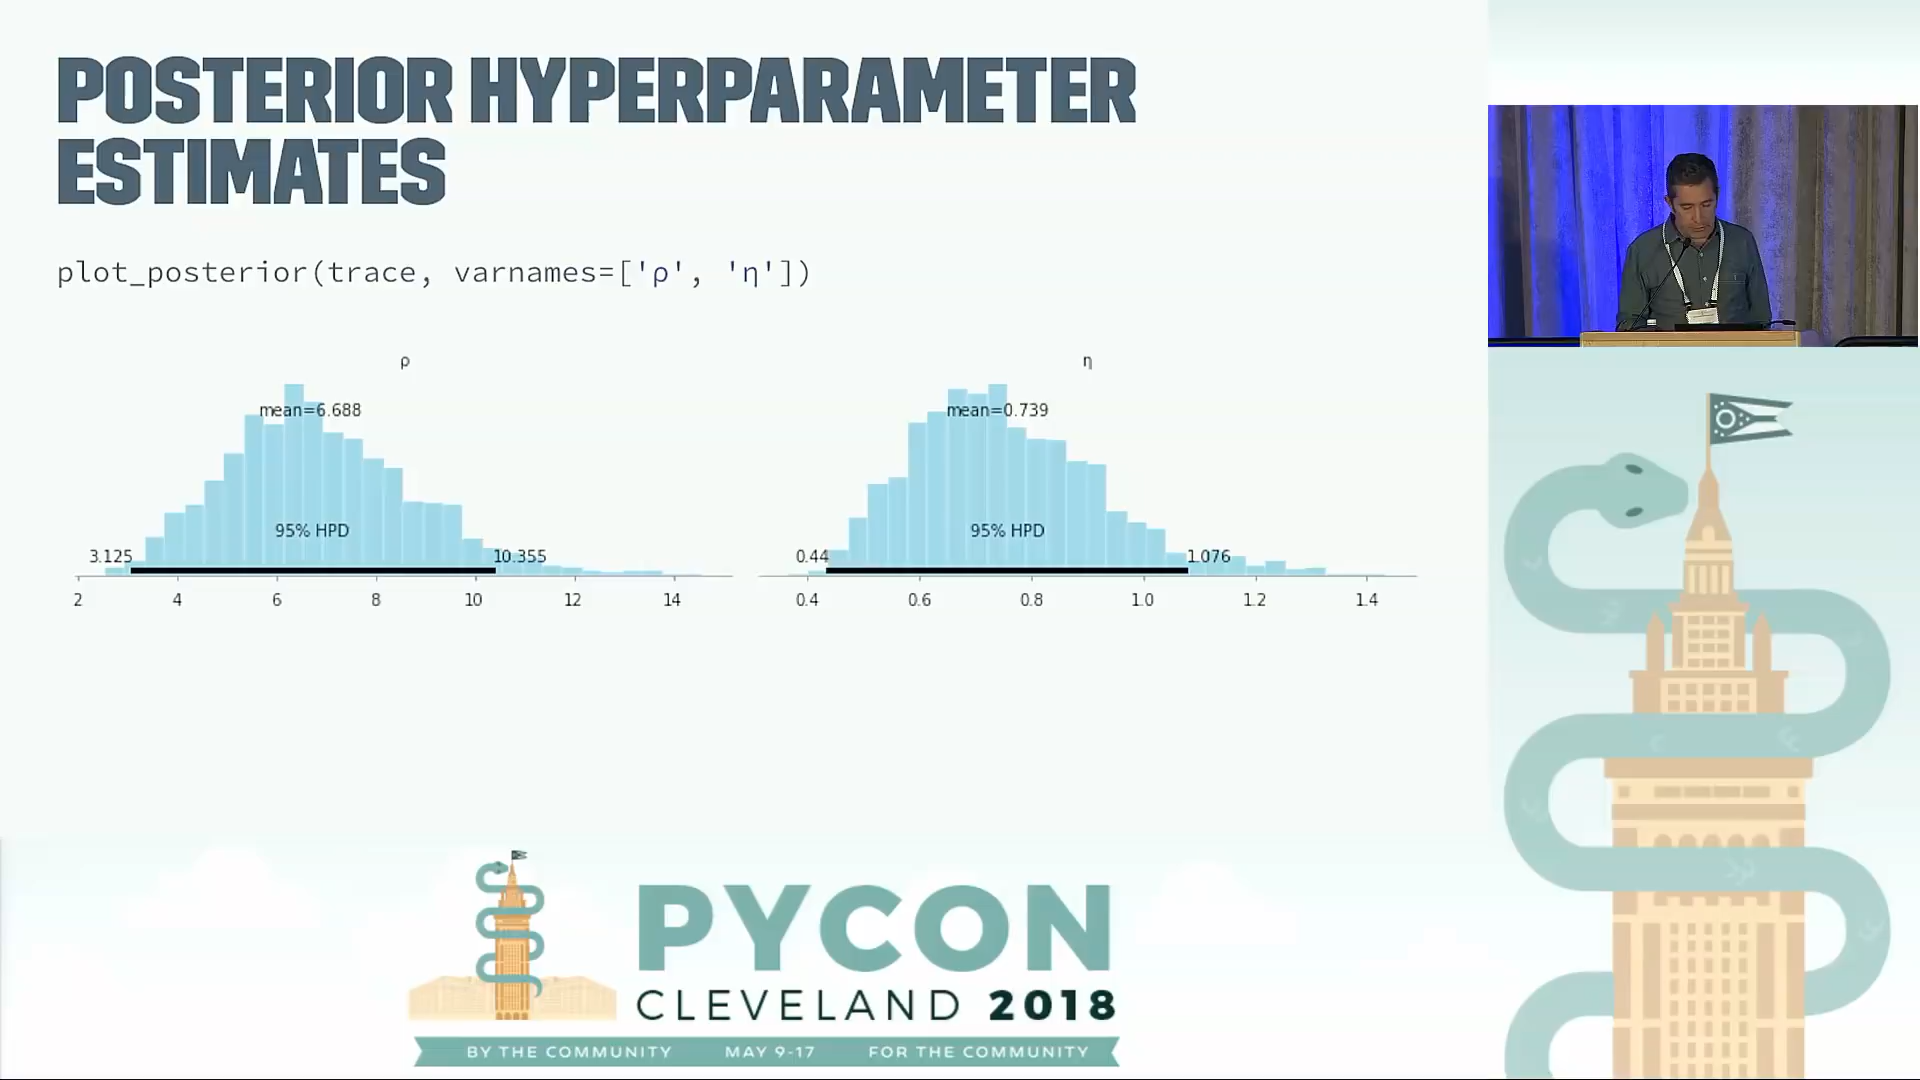 POSTERIOR HYPERPARAMETER
ESTIMATES
plot_posterior(trace, varnames=['ρ', 'η'])
ρ
mean=6.688
95% HPD
3.125
10.355
2 4 6 8 10 12 14
η
mean=0.739
95% HPD
0.44
1.076
0.4 0.6 0.8 1.0 1.2 1.4
PYCON
CLEVELAND 2018
BY THE COMMUNITY MAY 9-17 FOR THE COMMUNITY